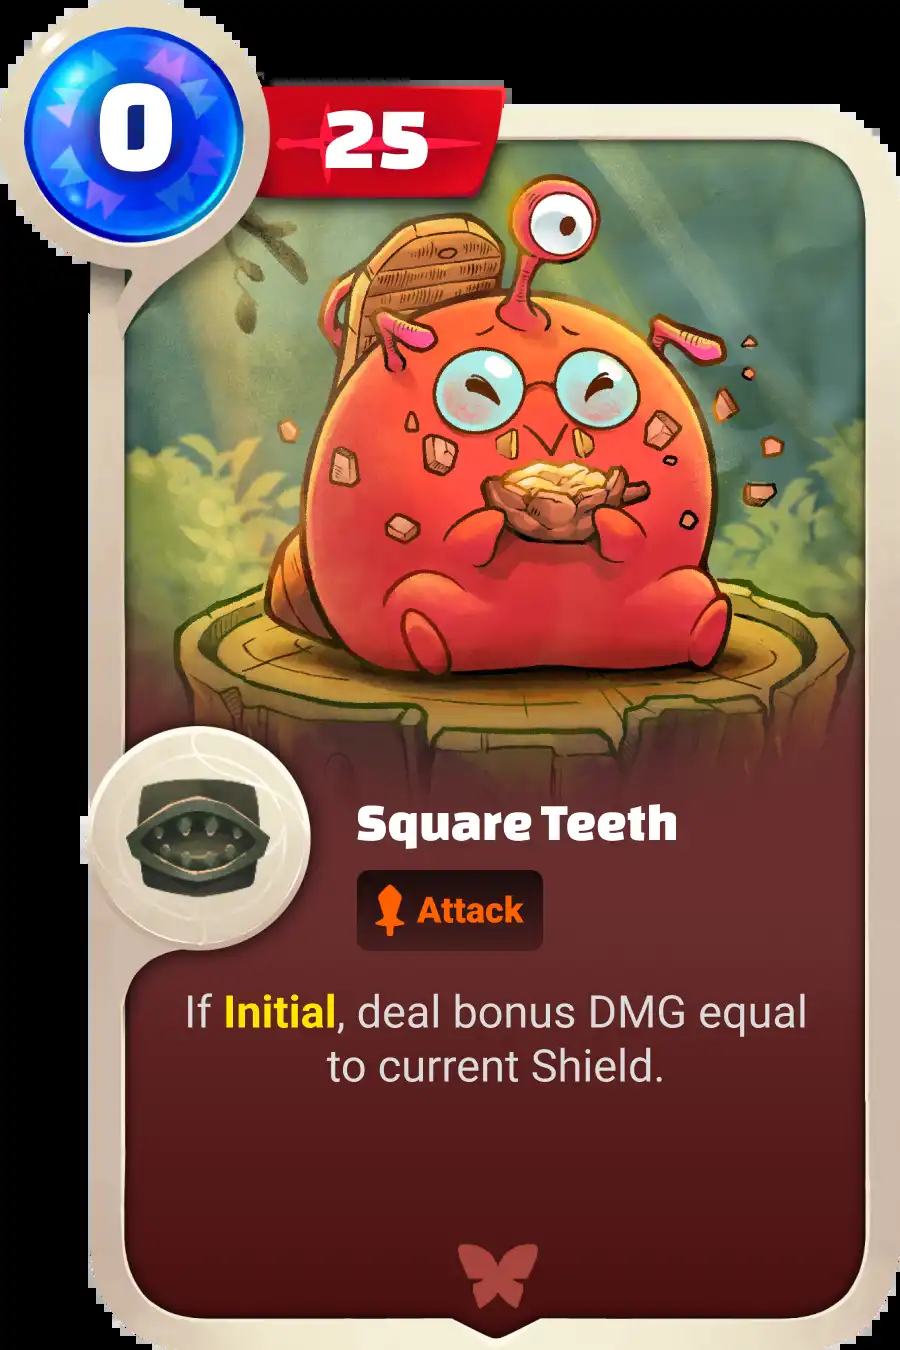 0
25
Square Teeth
Attack
If Initial, deal bonus DMG equal
to current Shield.